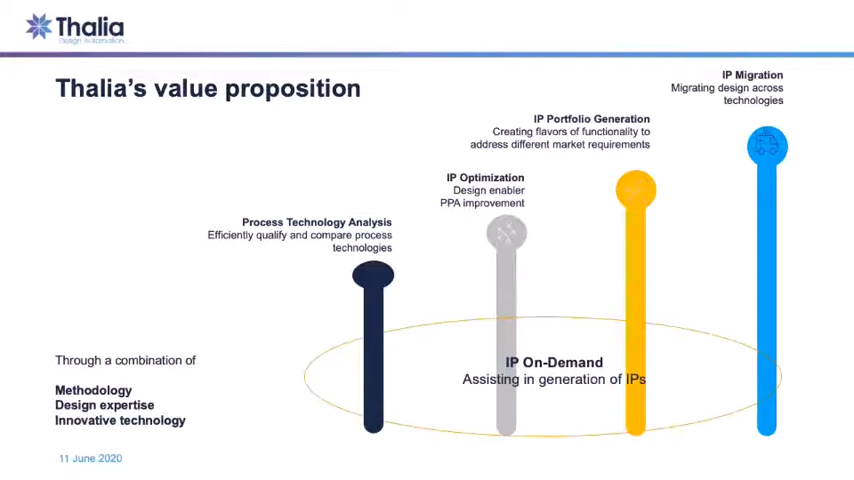 Thalia
Design Automation
Thalia's value proposition
IP Migration
Migrating design across
technologies
IP Portfolio Generation
Creating flavors of functionality to
address different market requirements
IP Optimization
Design enabler
PPA improvement
Process Technology Analysis
Efficiently qualify and compare process
technologies
IP On-Demand
Assisting in generation of IPs
Through a combination of
Methodology
Design expertise
Innovative technology
11 June 2020